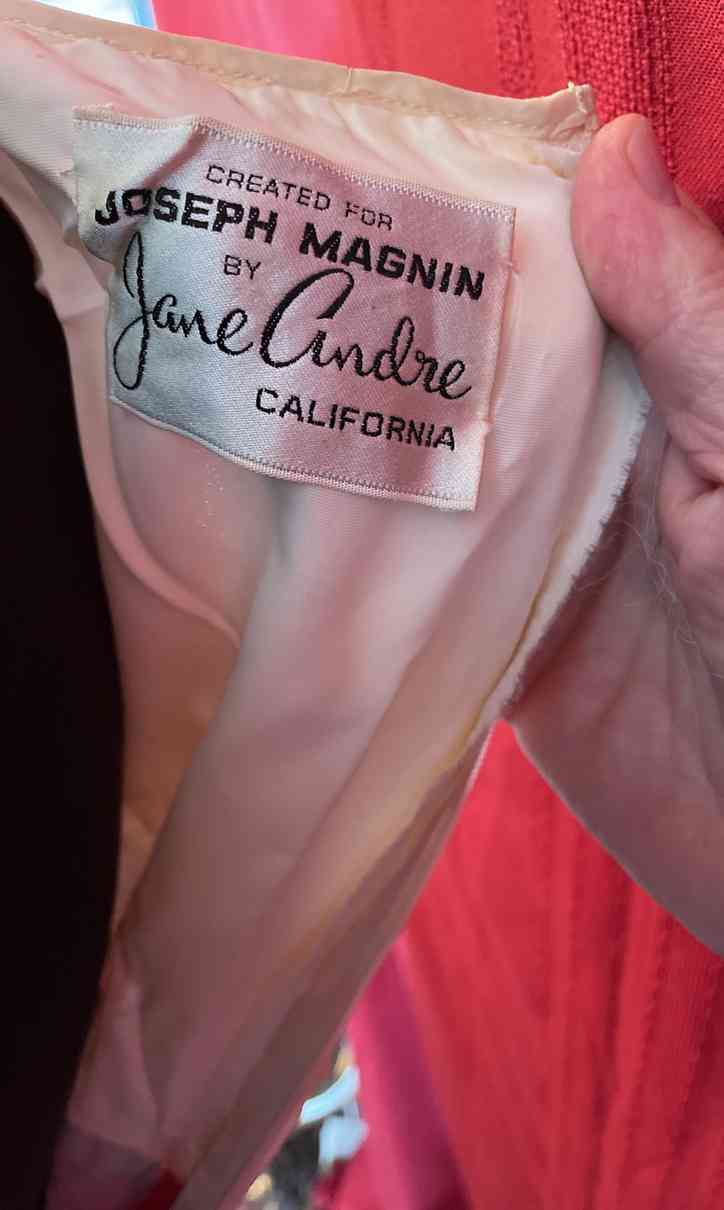 CREATED FOR
JOSEPH MAGNIN
BY
Jane Andre
CALIFORNIA